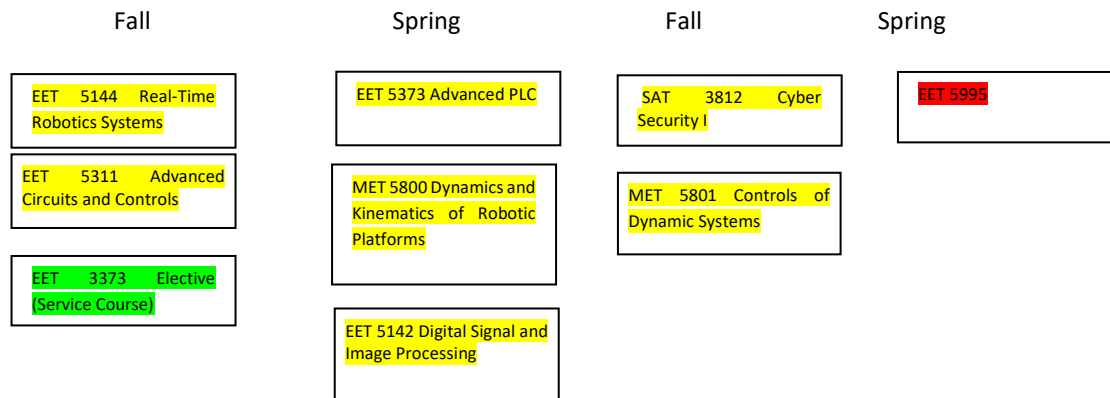 Fall Spring Fall Spring
EET 5144 Real-Time
Robotics Systems
EET 5311 Advanced
Circuits and Controls
EET 3373 Elective
(Service Course)
EET 5373 Advanced PLC
MET 5800 Dynamics and
Kinematics of Robotic
Platforms
EET 5142 Digital Signal and
Image Processing
SAT 3812 Cyber
Security I
MET 5801 Controls of
Dynamic Systems
EET 5995